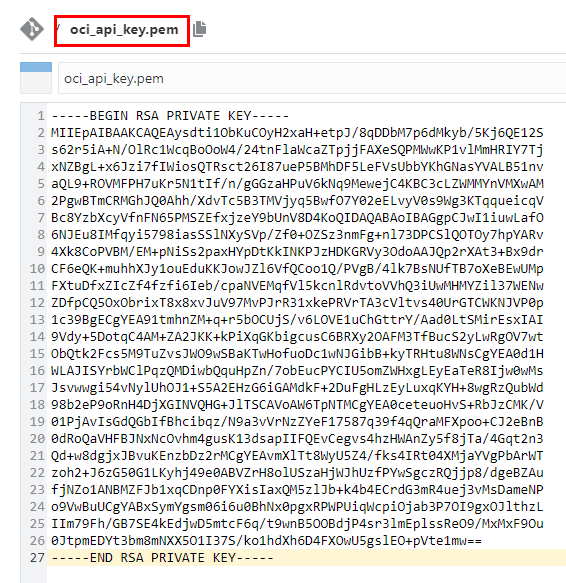 / oci_api_key.pem
oci_api_key.pem
1 -----BEGIN RSA PRIVATE KEY-----
2 MIIEpAIBAAKCAQEAysdti1ObKuCOyH2xaH+etpJ/8qDDbM7p6dMkyb/5Kj6QE12S
3 s62r5iA+N/OlRc1WcqBoOoW4/24tnFlaWcaZTpjjFAXeSQPMWwKP1vlMmHRIY7Tj
4 xNZBgL+x6Jzi7fIWiosQTRsct26I87ueP5BMhDF5LeFVsUbbYKhGNasYVALB51nv
5 aQL9+ROVMFPH7uKr5N1tIf/n/gGGzaHPuV6kNq9MewejC4KBC3cLZWMMYnVMXwAM
6 2PgwBTmCRMGhJQ0Ahh/XdvTc5B3TMVjyq5BwfO7Y02eELvyV0s9Wg3KTqqueicqV
7 Bc8YzbXcyVfnFN65PMSZEfxjzeY9bUnV8D4KoQIDAQABAoIBAGgpCJwI1iuwLafO
8 6NJEu8IMfqyi5798iasSSlNXySVp/Zf0+OZSz3nmFg+nl73DPCSlQOTOy7hpYARv
9 4Xk8CoPVBM/EM+pNiSs2paxHYpDtKkINKPJzHDKGRVy3OdoAAJQp2rXAt3+Bx9dr
10 CF6eQK+muhhXJy1ouEduKKJowJZl6VfQCoo1Q/PVgB/4lk7BsNUfTB7oXeBEwUMp
11 FXtuDfxZICzf4fzfi6Ieb/cpaNVEMqfVl5kcnlRdvtoVVhQ3iUwMHMYZil37WENw
12 ZDfpCQ5OxObrixT8x8xvJuV97MvPJrR31xkePRVrTA3cVltvs40UrGTCWKNJVP0p
13 1c39BgECgYEA91tmhnZM+q+r5bOCUjS/v6LOVE1uChGttrY/Aad0LtSMirEsxIAI
14 9Vdy+5DotqC4AM+ZA2JKK+kPiXqGKbigcusC6BRXy2OAFM3TfBucS2yLwRgOV7wt
15 ObQtk2Fcs5M9TuZvsJWO9wSBaKTwHofuoDc1wNJGibB+kyTRHtu8WNsCgYEA0d1H
16 WLAJISYrbWClPqzQMDiwbQquHpZn/7obEucPYCIU5omZWHxgLEyEaTeR8Ijw0wMs
17 Jsvwwgi54vNylUhOJ1+S5A2EHzG6iGAMdkF+2DuFgHLzEyLuxqKYH+8wgRzQubWd
18 98b2eP9oRnH4DjXGINVQHG+JlTSCAVoAW6TpNTMCgYEA0ceteuoHvS+RbJzCMK/V
19 01PjAvIsGdQGbIfBhcibqz/N9a3vVrNzZYeF17587q39f4qQraMFXpoo+CJ2eBnB
20 0dRoQaVHFBJNxNcOvhm4gusK13dsapIIFQEvCegvs4hzHWAnZy5f8jTa/4Gqt2n3
21 Qd+w8dgjxJBvuKEnzbDz2rMCgYEAvmXlTt8WyU5Z4/fks4IRt04XMjaYVgPbArWT
22 zoh2+J6zG50G1LKyhj49e0ABVZrH8olUSzaHjWJhUzfPYwSgczRQjjp8/dgeBZAu
23 fjNZo1ANBMZFJb1xqCDnp0FYXisIaxQM5zlJb+k4b4ECrdG3mR4uej3vMsDameNP
24 o9VwBuUCgYABxSymYgsm06i6u0BhNx0pgxRPWPUiqWcpiOjab3P7OI9gxOJlthzL
25 IIm79Fh/GB7SE4kEdjwD5mtcF6q/t9wnB5OOBdjP4sr3lmEplssReO9/MxMxF9Ou
26 0JtpmEDYt3bm8mNXX5O1I37S/ko1hdXh6D4FXOwU5gslEO+pVte1mw==
27 -----END RSA PRIVATE KEY-----